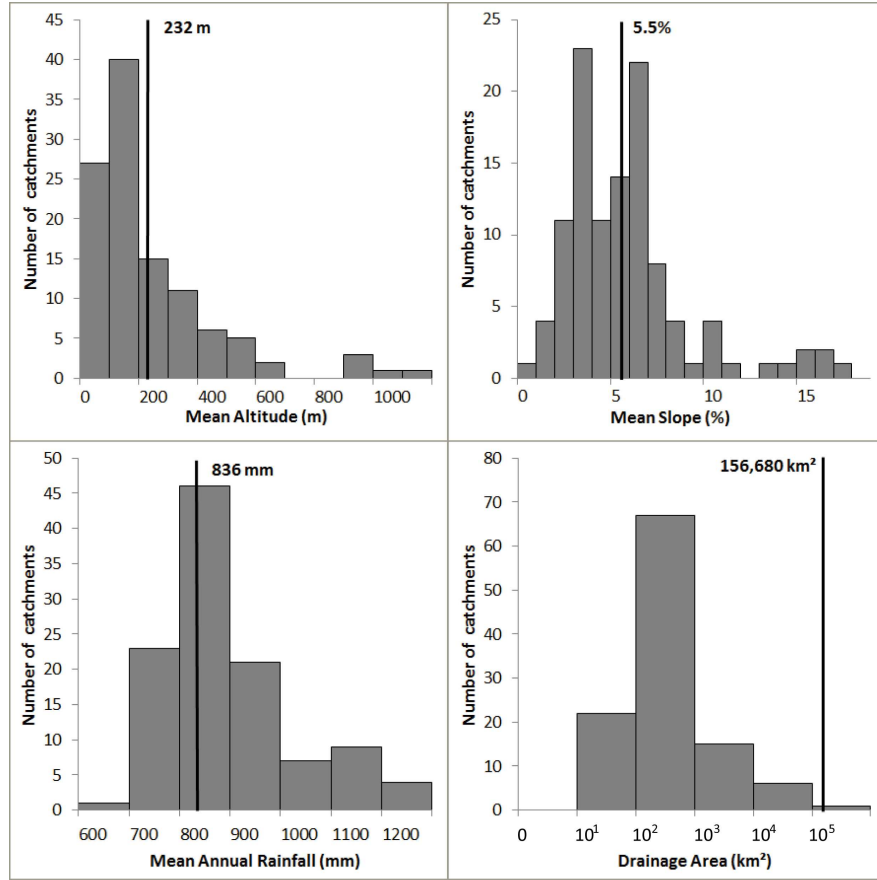 232 m
Number of catchments
45
40
35
30
25
20
15
10
5
0
0 200 400 600 800 1000
Mean Altitude (m)
5.5%
Number of catchments
25
20
15
10
5
0
0 5 10 15
Mean Slope (%)
836 mm
Number of catchments
50
45
40
35
30
25
20
15
10
5
0
600 700 800 900 1000 1100 1200
Mean Annual Rainfall (mm)
156,680 km²
Number of catchments
80
70
60
50
40
30
20
10
0
0 10¹ 10² 10³ 10⁴ 10⁵
Drainage Area (km²)